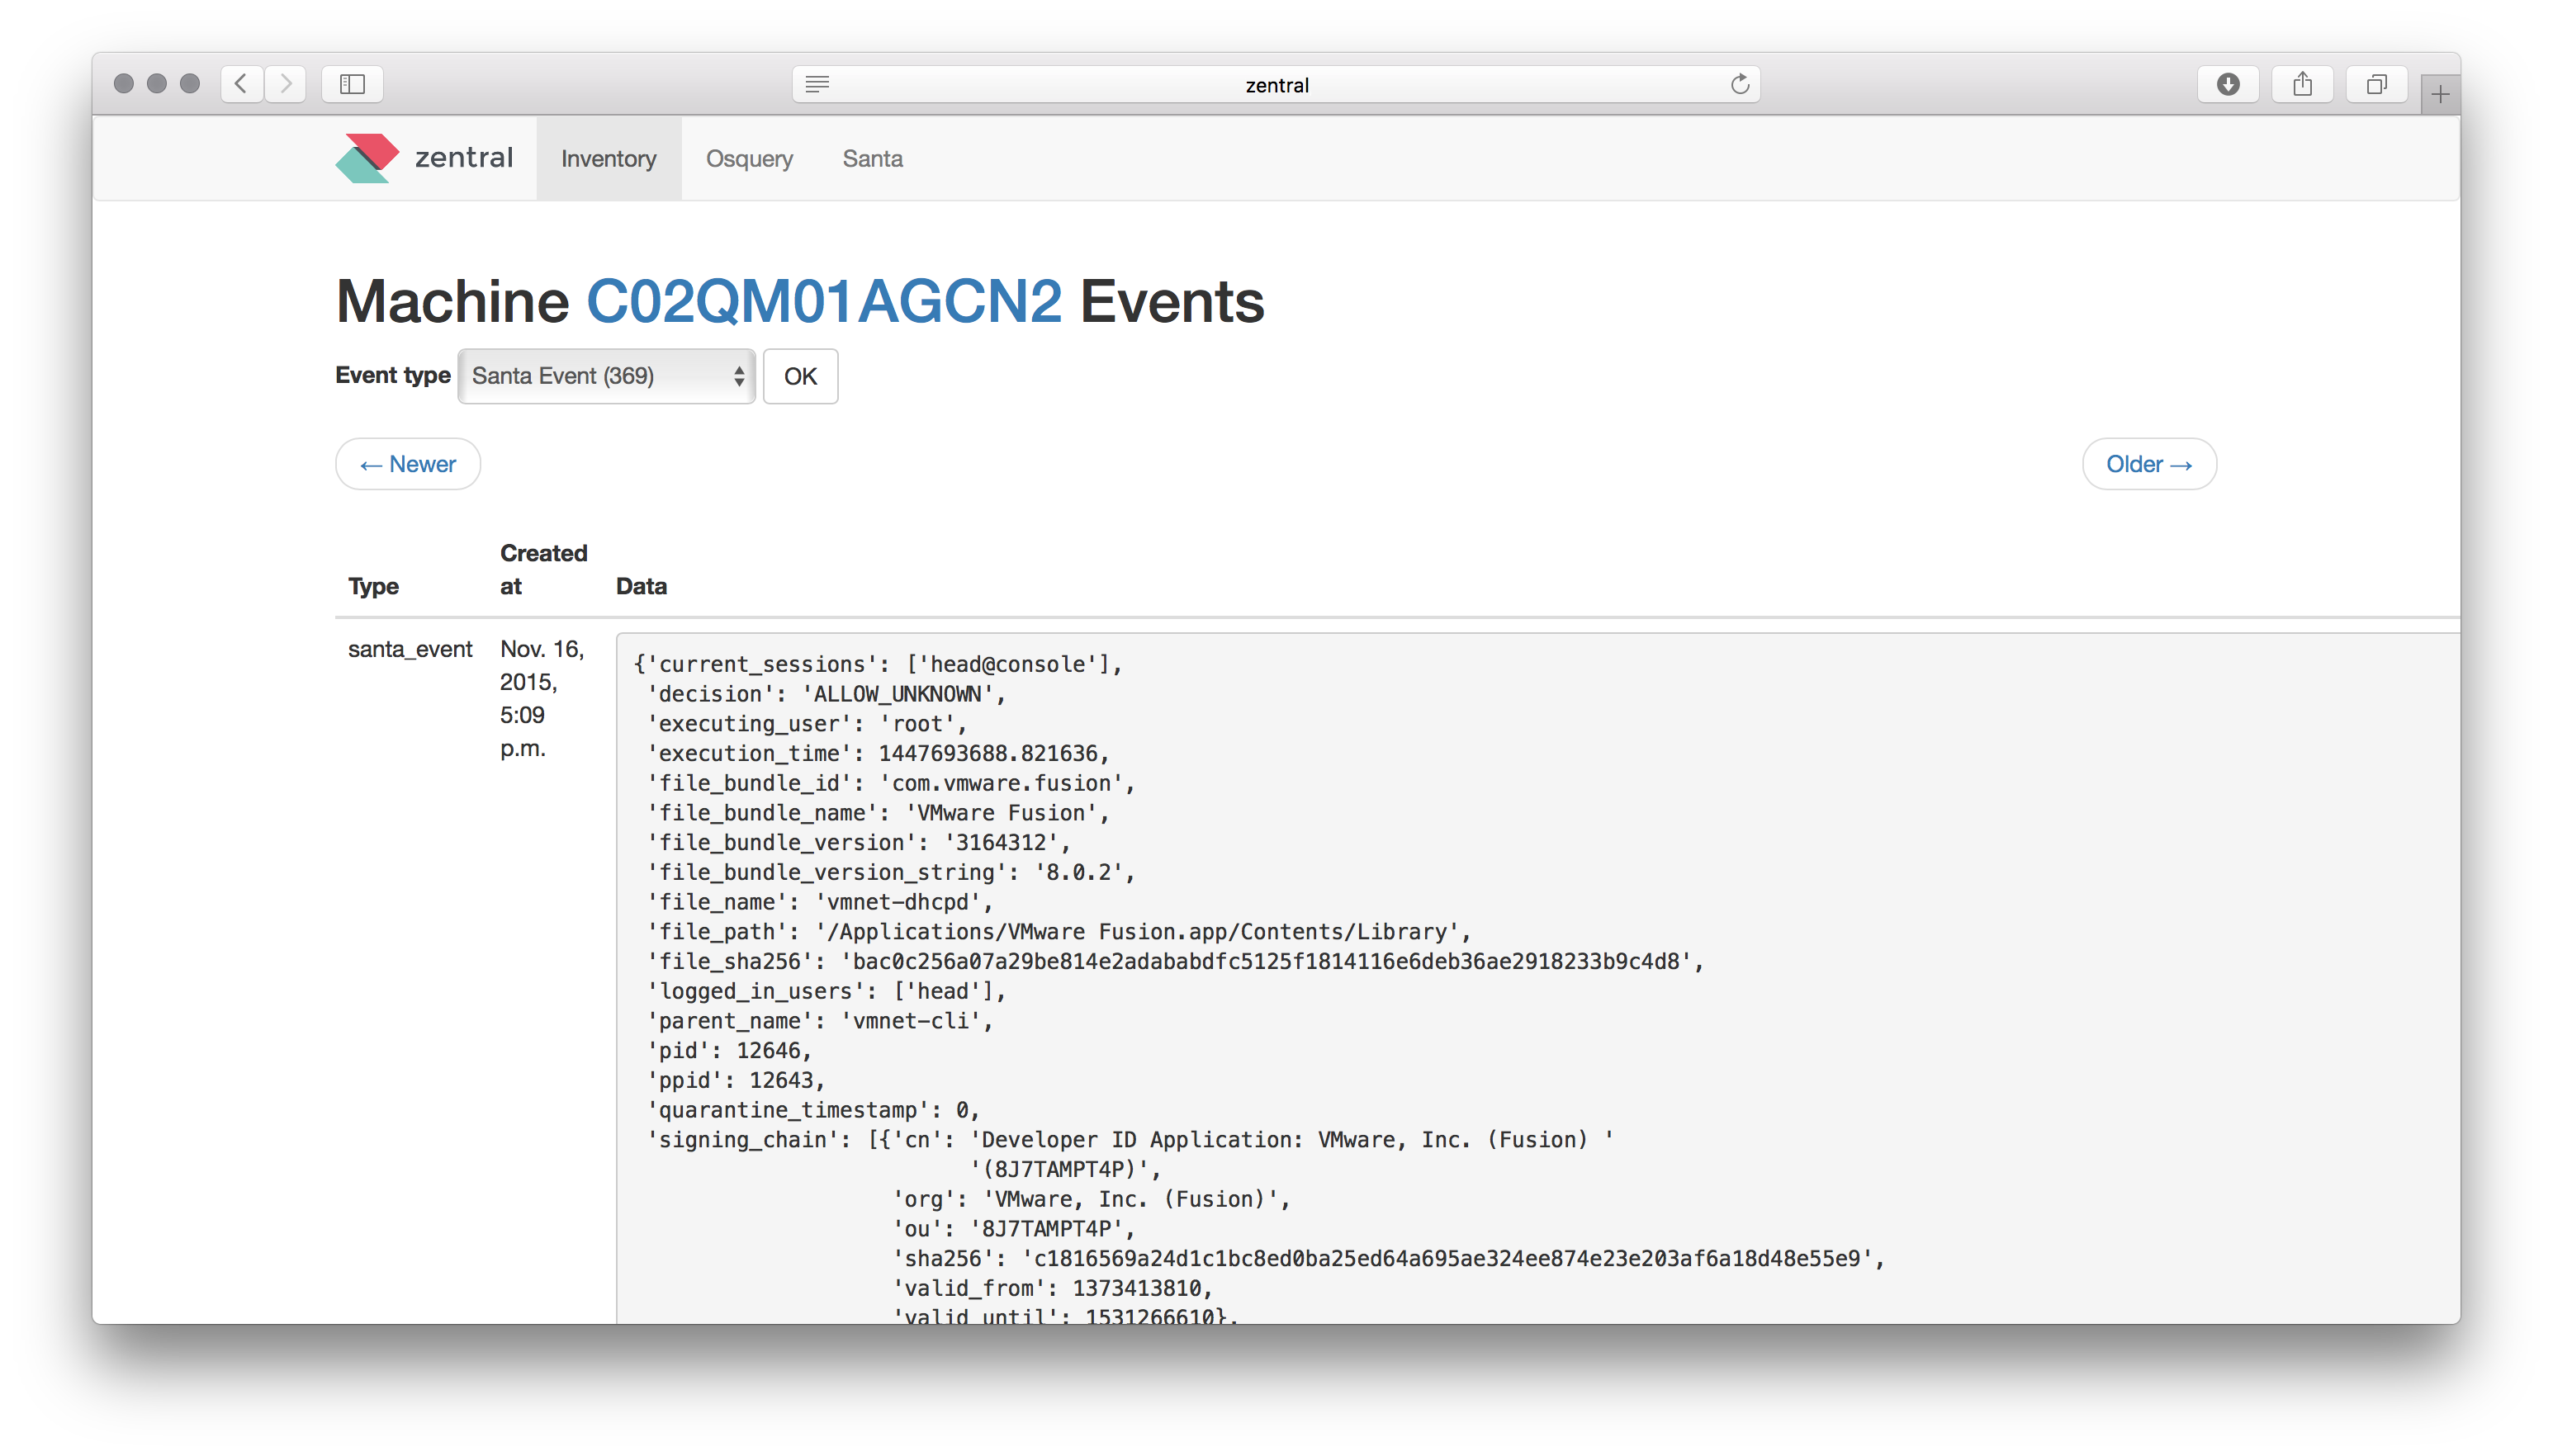 zentral
zentral Inventory Osquery Santa
Machine C02QM01AGCN2 Events
Event type Santa Event (369) OK
← Newer Older →
Type Created at Data
santa_event Nov. 16, 2015, 5:09 p.m.
{'current_sessions': ['head@console'],
'decision': 'ALLOW_UNKNOWN',
'executing_user': 'root',
'execution_time': 1447693688.821636,
'file_bundle_id': 'com.vmware.fusion',
'file_bundle_name': 'VMware Fusion',
'file_bundle_version': '3164312',
'file_bundle_version_string': '8.0.2',
'file_name': 'vmnet-dhcpd',
'file_path': '/Applications/VMware Fusion.app/Contents/Library',
'file_sha256': 'bac0c256a07a29be814e2adababdfc5125f1814116e6deb36ae2918233b9c4d8',
'logged_in_users': ['head'],
'parent_name': 'vmnet-cli',
'pid': 12646,
'ppid': 12643,
'quarantine_timestamp': 0,
'signing_chain': [{'cn': 'Developer ID Application: VMware, Inc. (Fusion) '
'(8J7TAMPT4P)',
'org': 'VMware, Inc. (Fusion)',
'ou': '8J7TAMPT4P',
'sha256': 'c1816569a24d1c1bc8ed0ba25ed64a695ae324ee874e23e203af6a18d48e55e9',
'valid_from': 1373413810,
'valid_until': 1531266610},